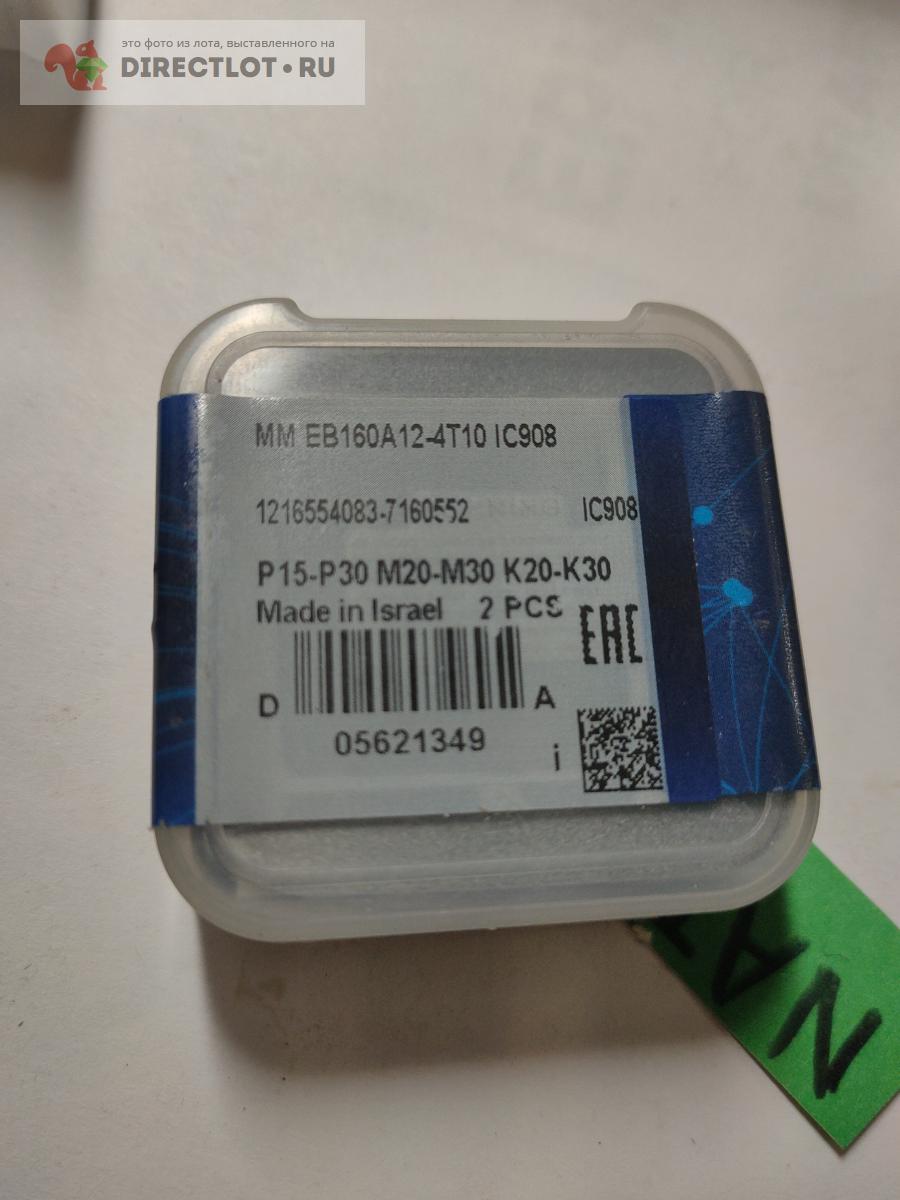 это фото из лота, выставленного на
DIRECTLOT•RU
MM EB160A12-4T10 IC908
1216554083-7160552 IC908
P15-P30 M20-M30 K20-K30
Made in Israel 2 PCS
EAC
D A
05621349
i
NAT